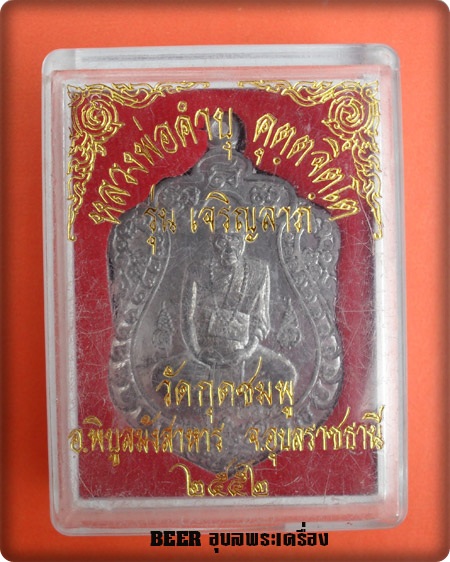 หลวงพ่อคำบุ คุตฺตจิตฺโต
รุ่น เจริญลาภ
วัดกุดชมพู
อ.พิบูลมังสาหาร จ.อุบลราชธานี
๒๕๕๒
BEER อุบลพระเครื่อง